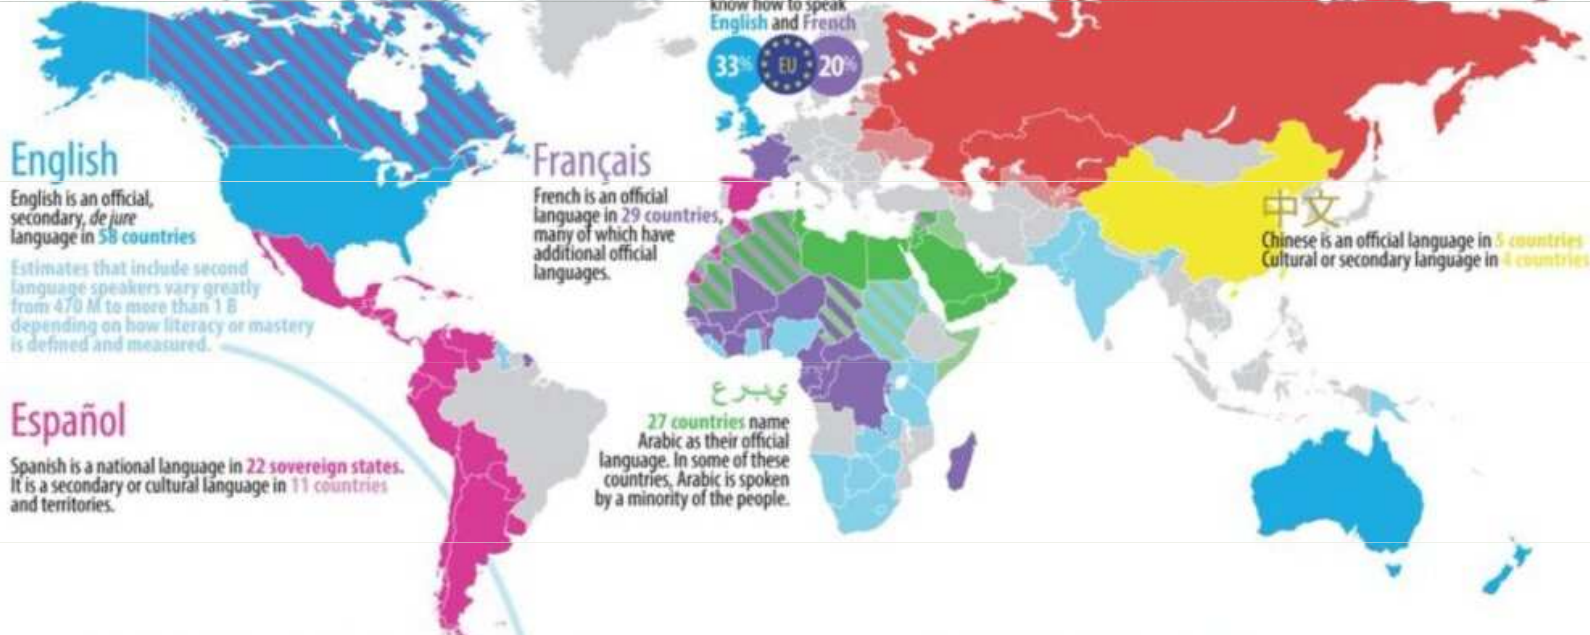 know how to speak
English and French
33% EU 20%
English
English is an official,
secondary, de jure
language in 58 countries
Estimates that include second
language speakers vary greatly
from 470 M to more than 1 B
depending on how literacy or mastery
is defined and measured.
Français
French is an official
language in 29 countries,
many of which have
additional official
languages.
中文
Chinese is an official language in 5 countries
Cultural or secondary language in 4 countries
Español
Spanish is a national language in 22 sovereign states.
It is a secondary or cultural language in 11 countries
and territories.
ﻱﺑﺮﻉ
27 countries name
Arabic as their official
language. In some of these
countries, Arabic is spoken
by a minority of the people.